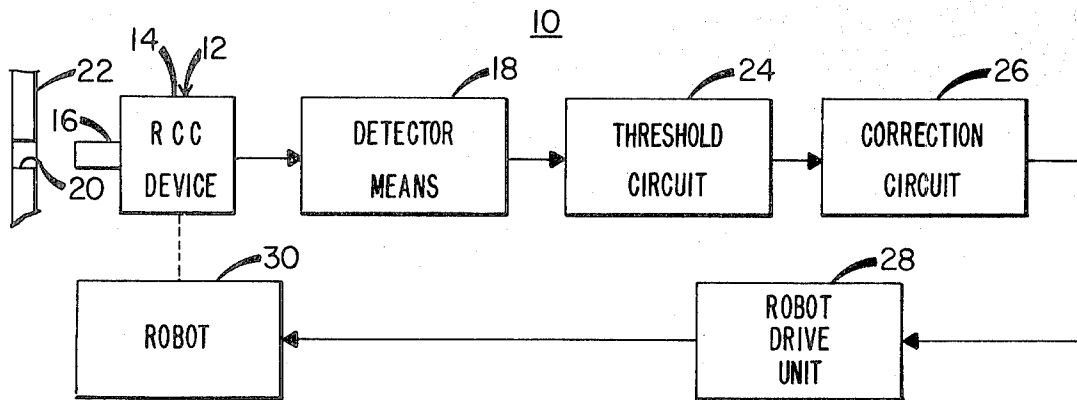 10
14
12
22
16
20
18
24
26
R C C
DEVICE
DETECTOR
MEANS
THRESHOLD
CIRCUIT
CORRECTION
CIRCUIT
30
28
ROBOT
ROBOT
DRIVE
UNIT